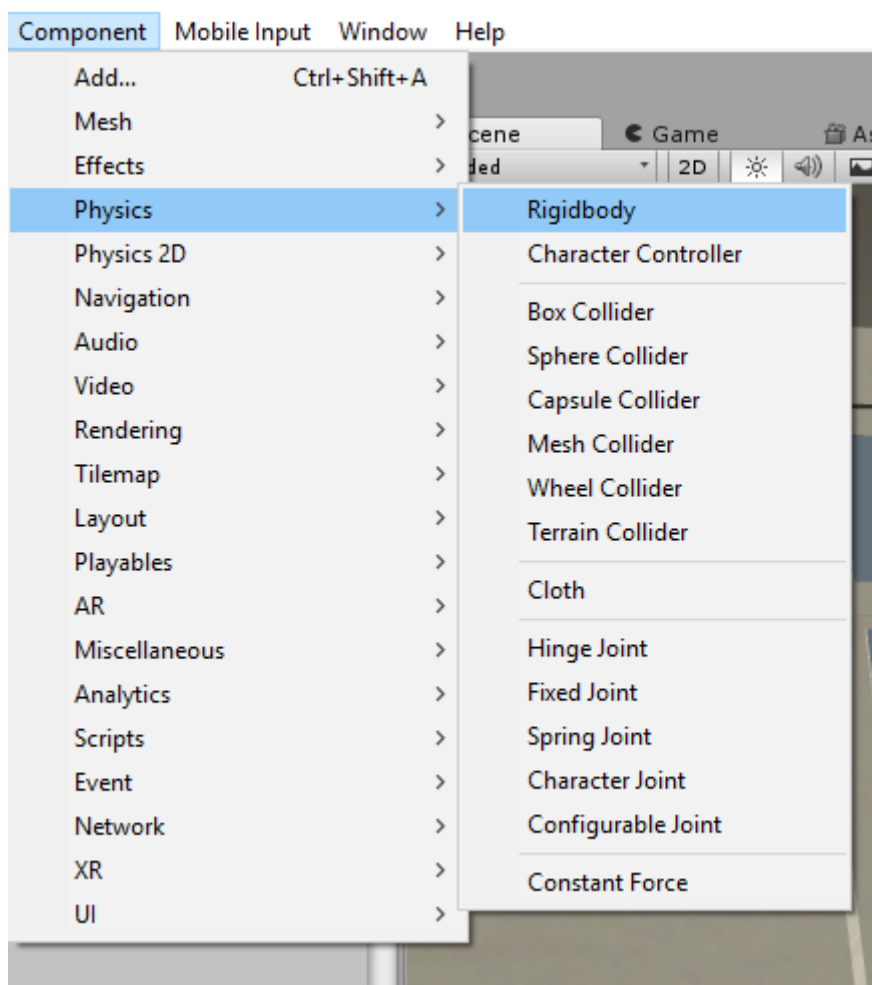 Component Mobile Input Window Help
Add... Ctrl+Shift+A
Mesh
Effects
Physics
Physics 2D
Navigation
Audio
Video
Rendering
Tilemap
Layout
Playables
AR
Miscellaneous
Analytics
Scripts
Event
Network
XR
UI
cene Game As
ded 2D
Rigidbody
Character Controller
Box Collider
Sphere Collider
Capsule Collider
Mesh Collider
Wheel Collider
Terrain Collider
Cloth
Hinge Joint
Fixed Joint
Spring Joint
Character Joint
Configurable Joint
Constant Force